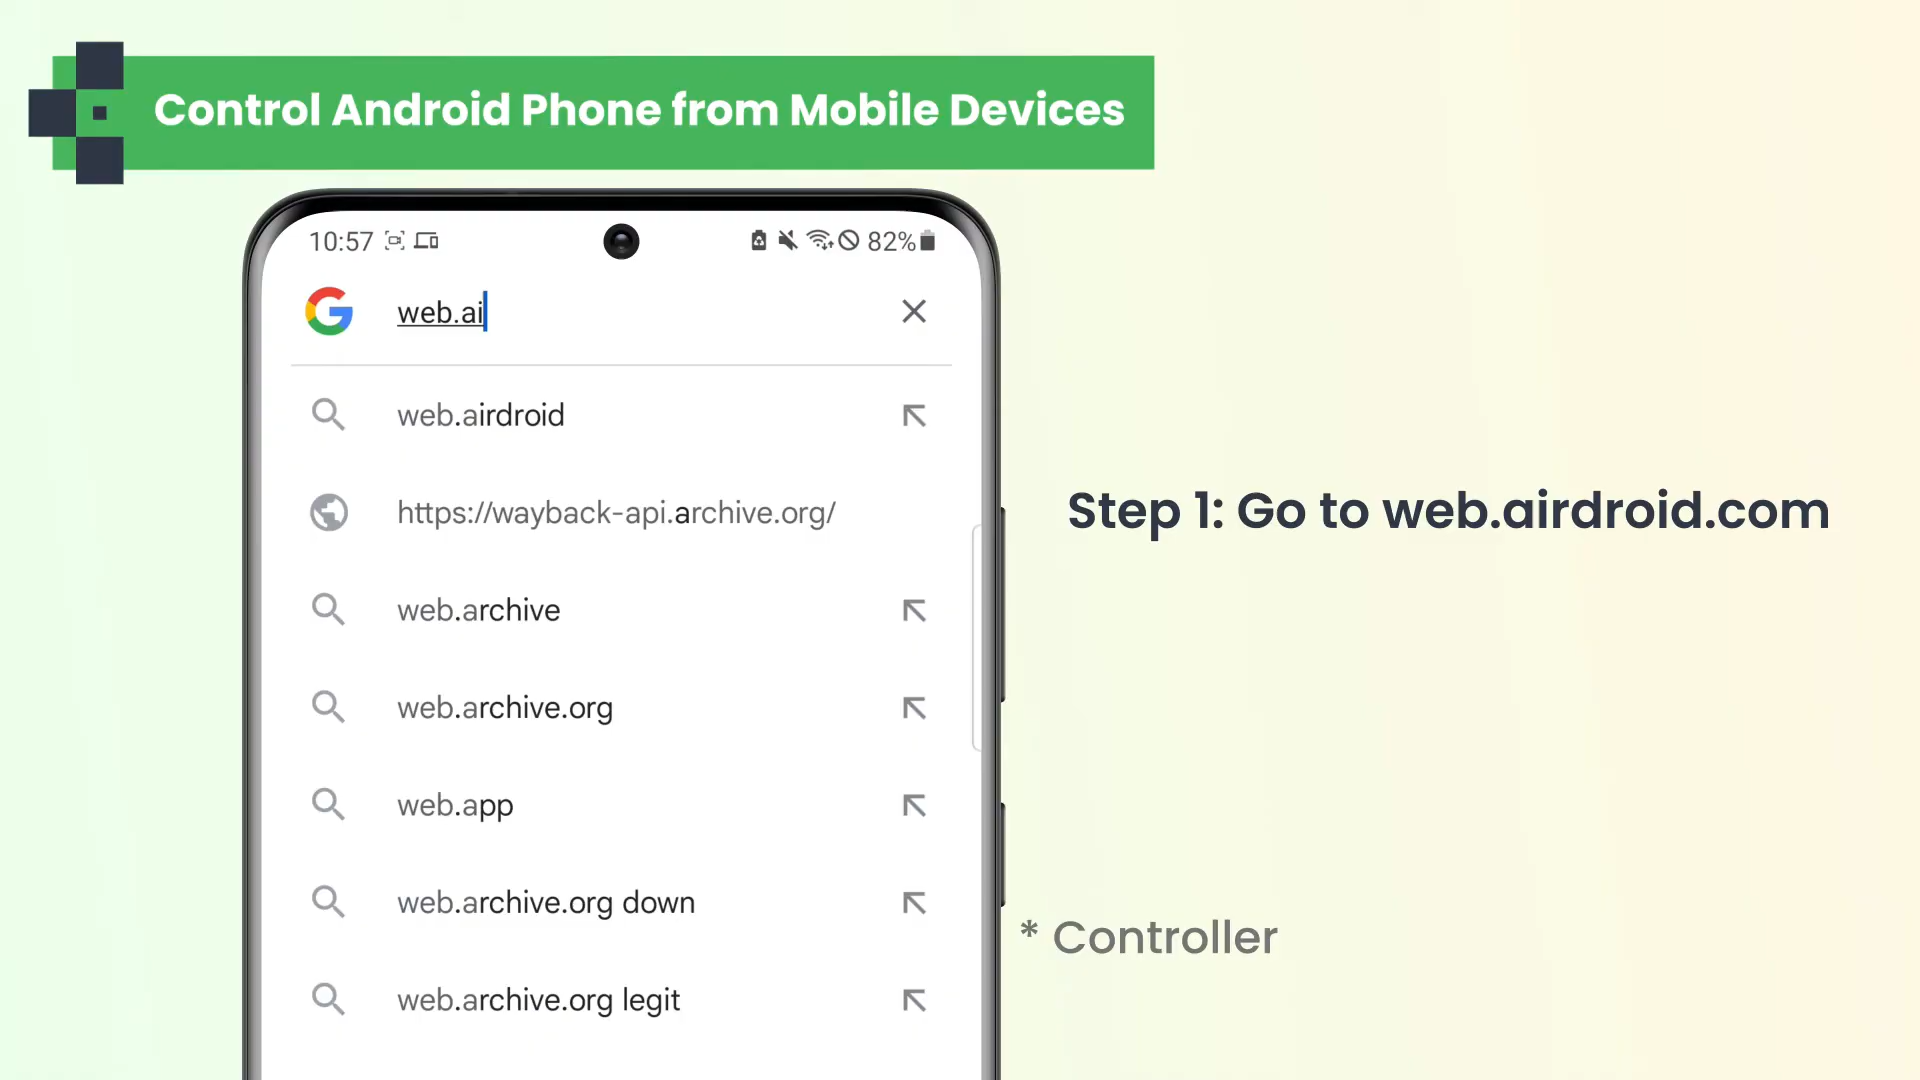 Control Android Phone from Mobile Devices
10:57
82%
web.ai
web.airdroid
https://wayback-api.archive.org/
web.archive
web.archive.org
web.app
web.archive.org down
web.archive.org legit
Step 1: Go to web.airdroid.com
* Controller